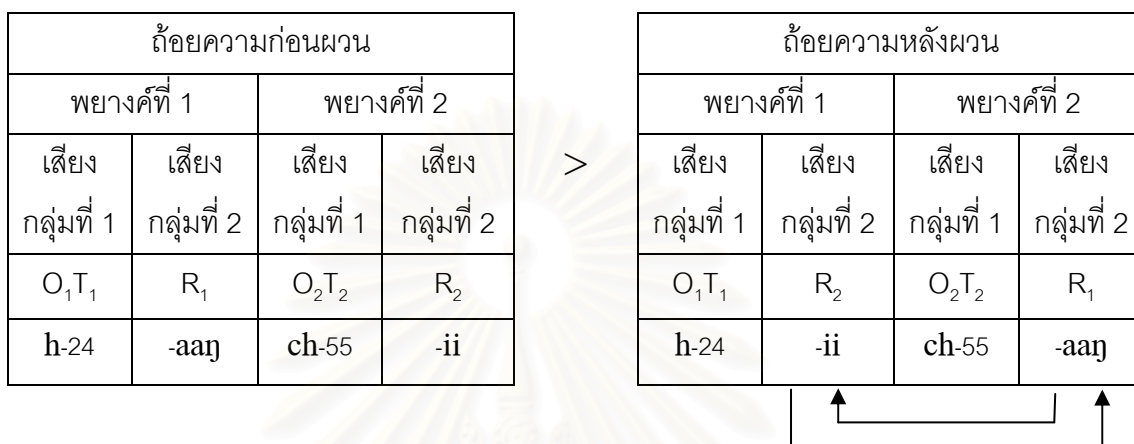 ถ้อยความก่อนผวน ถ้อยความหลังผวน
พยางค์ที่ 1 พยางค์ที่ 2 พยางค์ที่ 1 พยางค์ที่ 2
เสียง เสียง เสียง เสียง > เสียง เสียง เสียง เสียง
กลุ่มที่ 1 กลุ่มที่ 2 กลุ่มที่ 1 กลุ่มที่ 2 กลุ่มที่ 1 กลุ่มที่ 2 กลุ่มที่ 1 กลุ่มที่ 2
O₁T₁ R₁ O₂T₂ R₂ O₁T₁ R₂ O₂T₂ R₁
h-24 -aaŋ ch-55 -ii h-24 -ii ch-55 -aaŋ